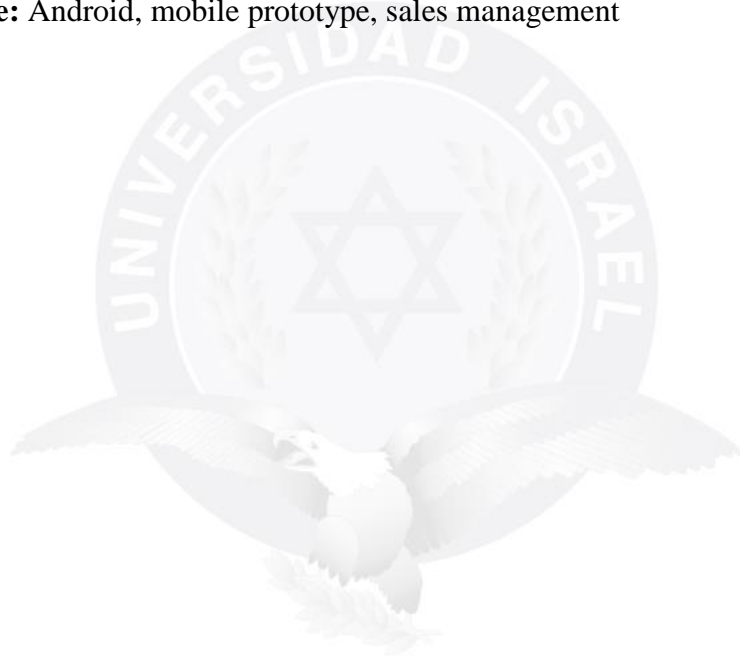 e: Android, mobile prototype, sales management
UNIVERSIDAD ISRAEL